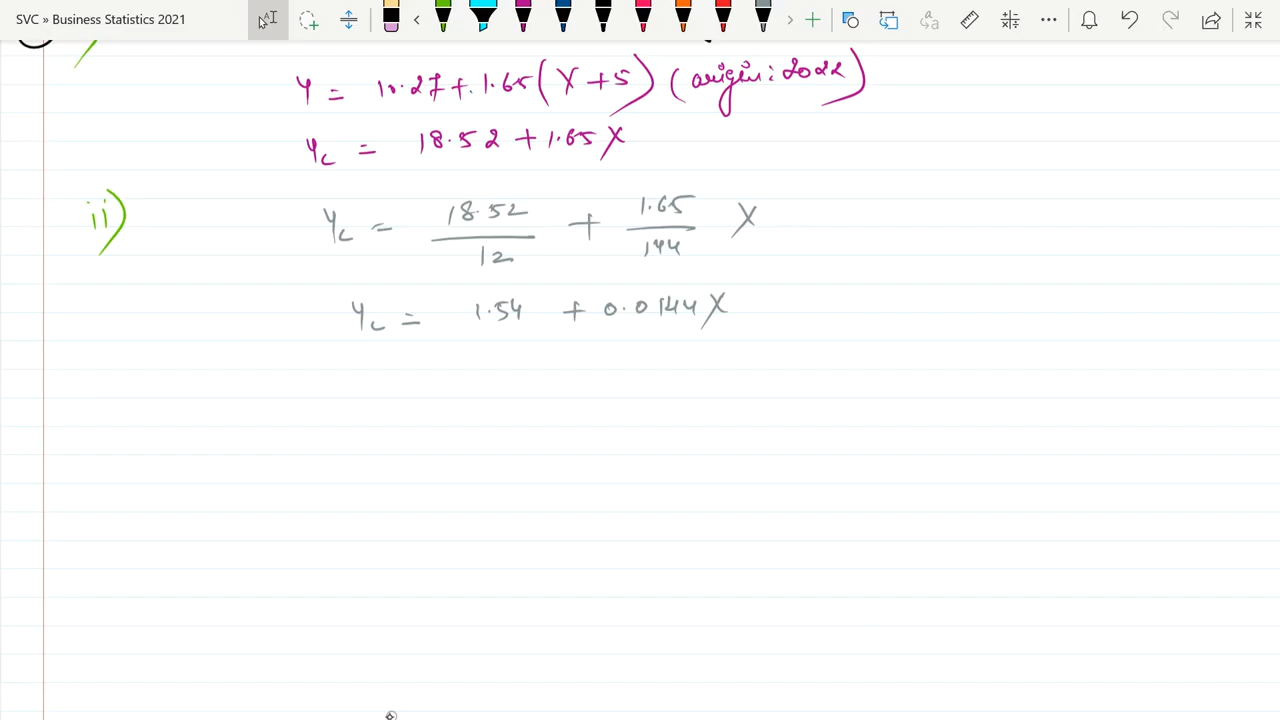 SVC » Business Statistics 2021
Y = 10.27 + 1.65 (X + 5) (origin: 2022)
Yc = 18.52 + 1.65 X
ii) Yc = 18.52/12 + 1.65/144 X
Yc = 1.54 + 0.0144 X